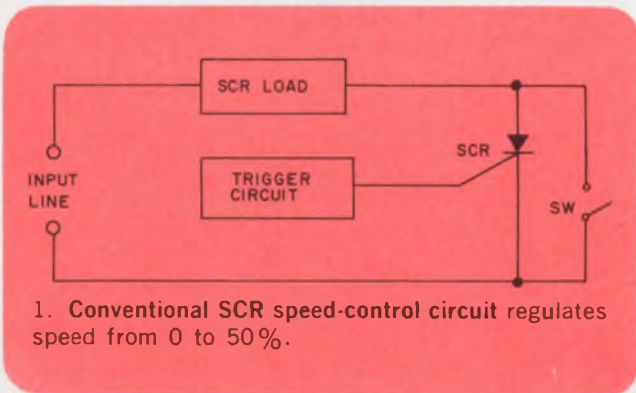 SCR LOAD
SCR
INPUT
LINE
TRIGGER
CIRCUIT
SW
1. Conventional SCR speed-control circuit regulates
speed from 0 to 50%.